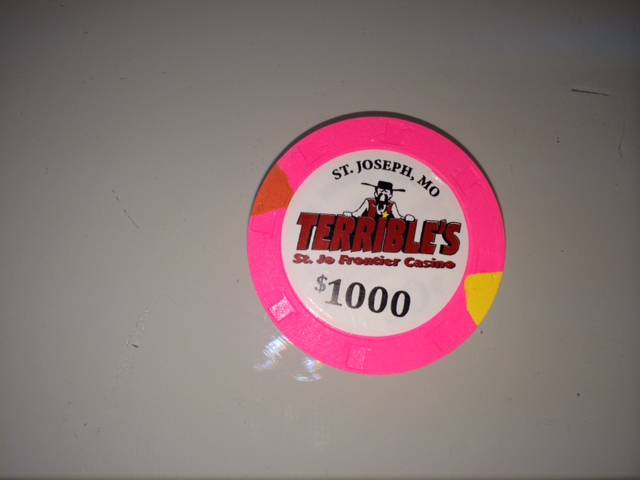 ST. JOSEPH, MO
TERRIBLE'S
St. Jo Frontier Casino
$1000